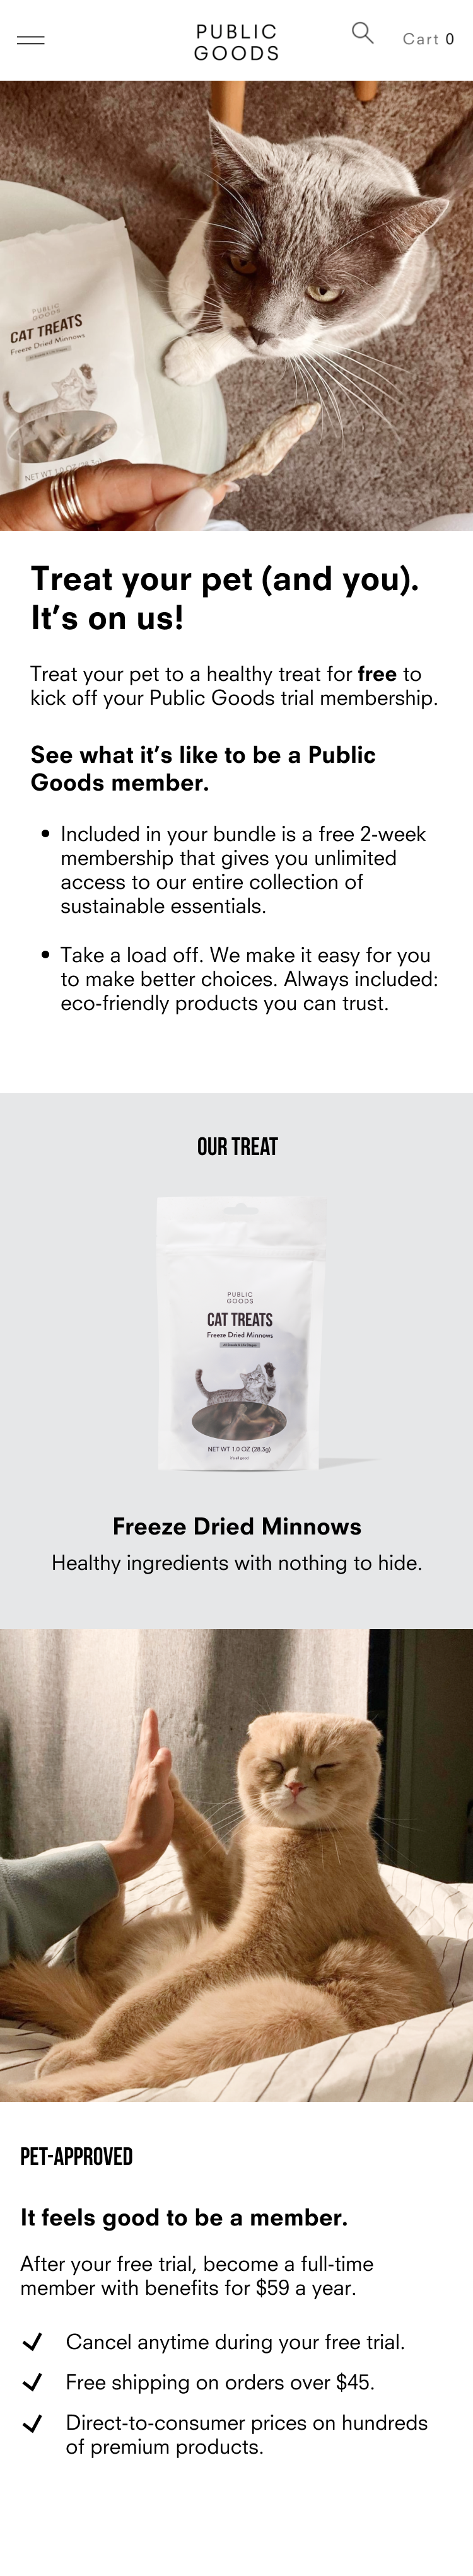 PUBLIC
GOODS
Cart 0
PUBLIC
GOODS
CAT TREATS
Freeze Dried Minnows
NET WT 1.0 OZ (28.3g)
Treat your pet (and you).
It's on us!
Treat your pet to a healthy treat for free to
kick off your Public Goods trial membership.
See what it's like to be a Public
Goods member.
• Included in your bundle is a free 2-week
membership that gives you unlimited
access to our entire collection of
sustainable essentials.
• Take a load off. We make it easy for you
to make better choices. Always included:
eco-friendly products you can trust.
OUR TREAT
PUBLIC
GOODS
CAT TREATS
Freeze Dried Minnows
NET WT 1.0 OZ (28.3g)
it's all good
Freeze Dried Minnows
Healthy ingredients with nothing to hide.
PET-APPROVED
It feels good to be a member.
After your free trial, become a full-time
member with benefits for $59 a year.
✓ Cancel anytime during your free trial.
✓ Free shipping on orders over $45.
✓ Direct-to-consumer prices on hundreds
of premium products.